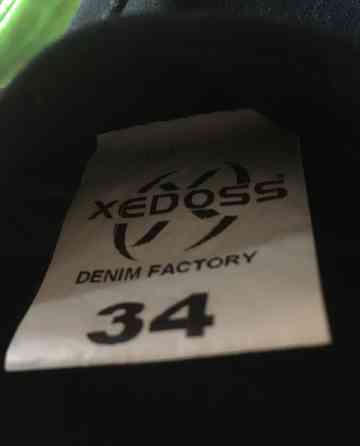 XEDOSS
DENIM FACTORY
34